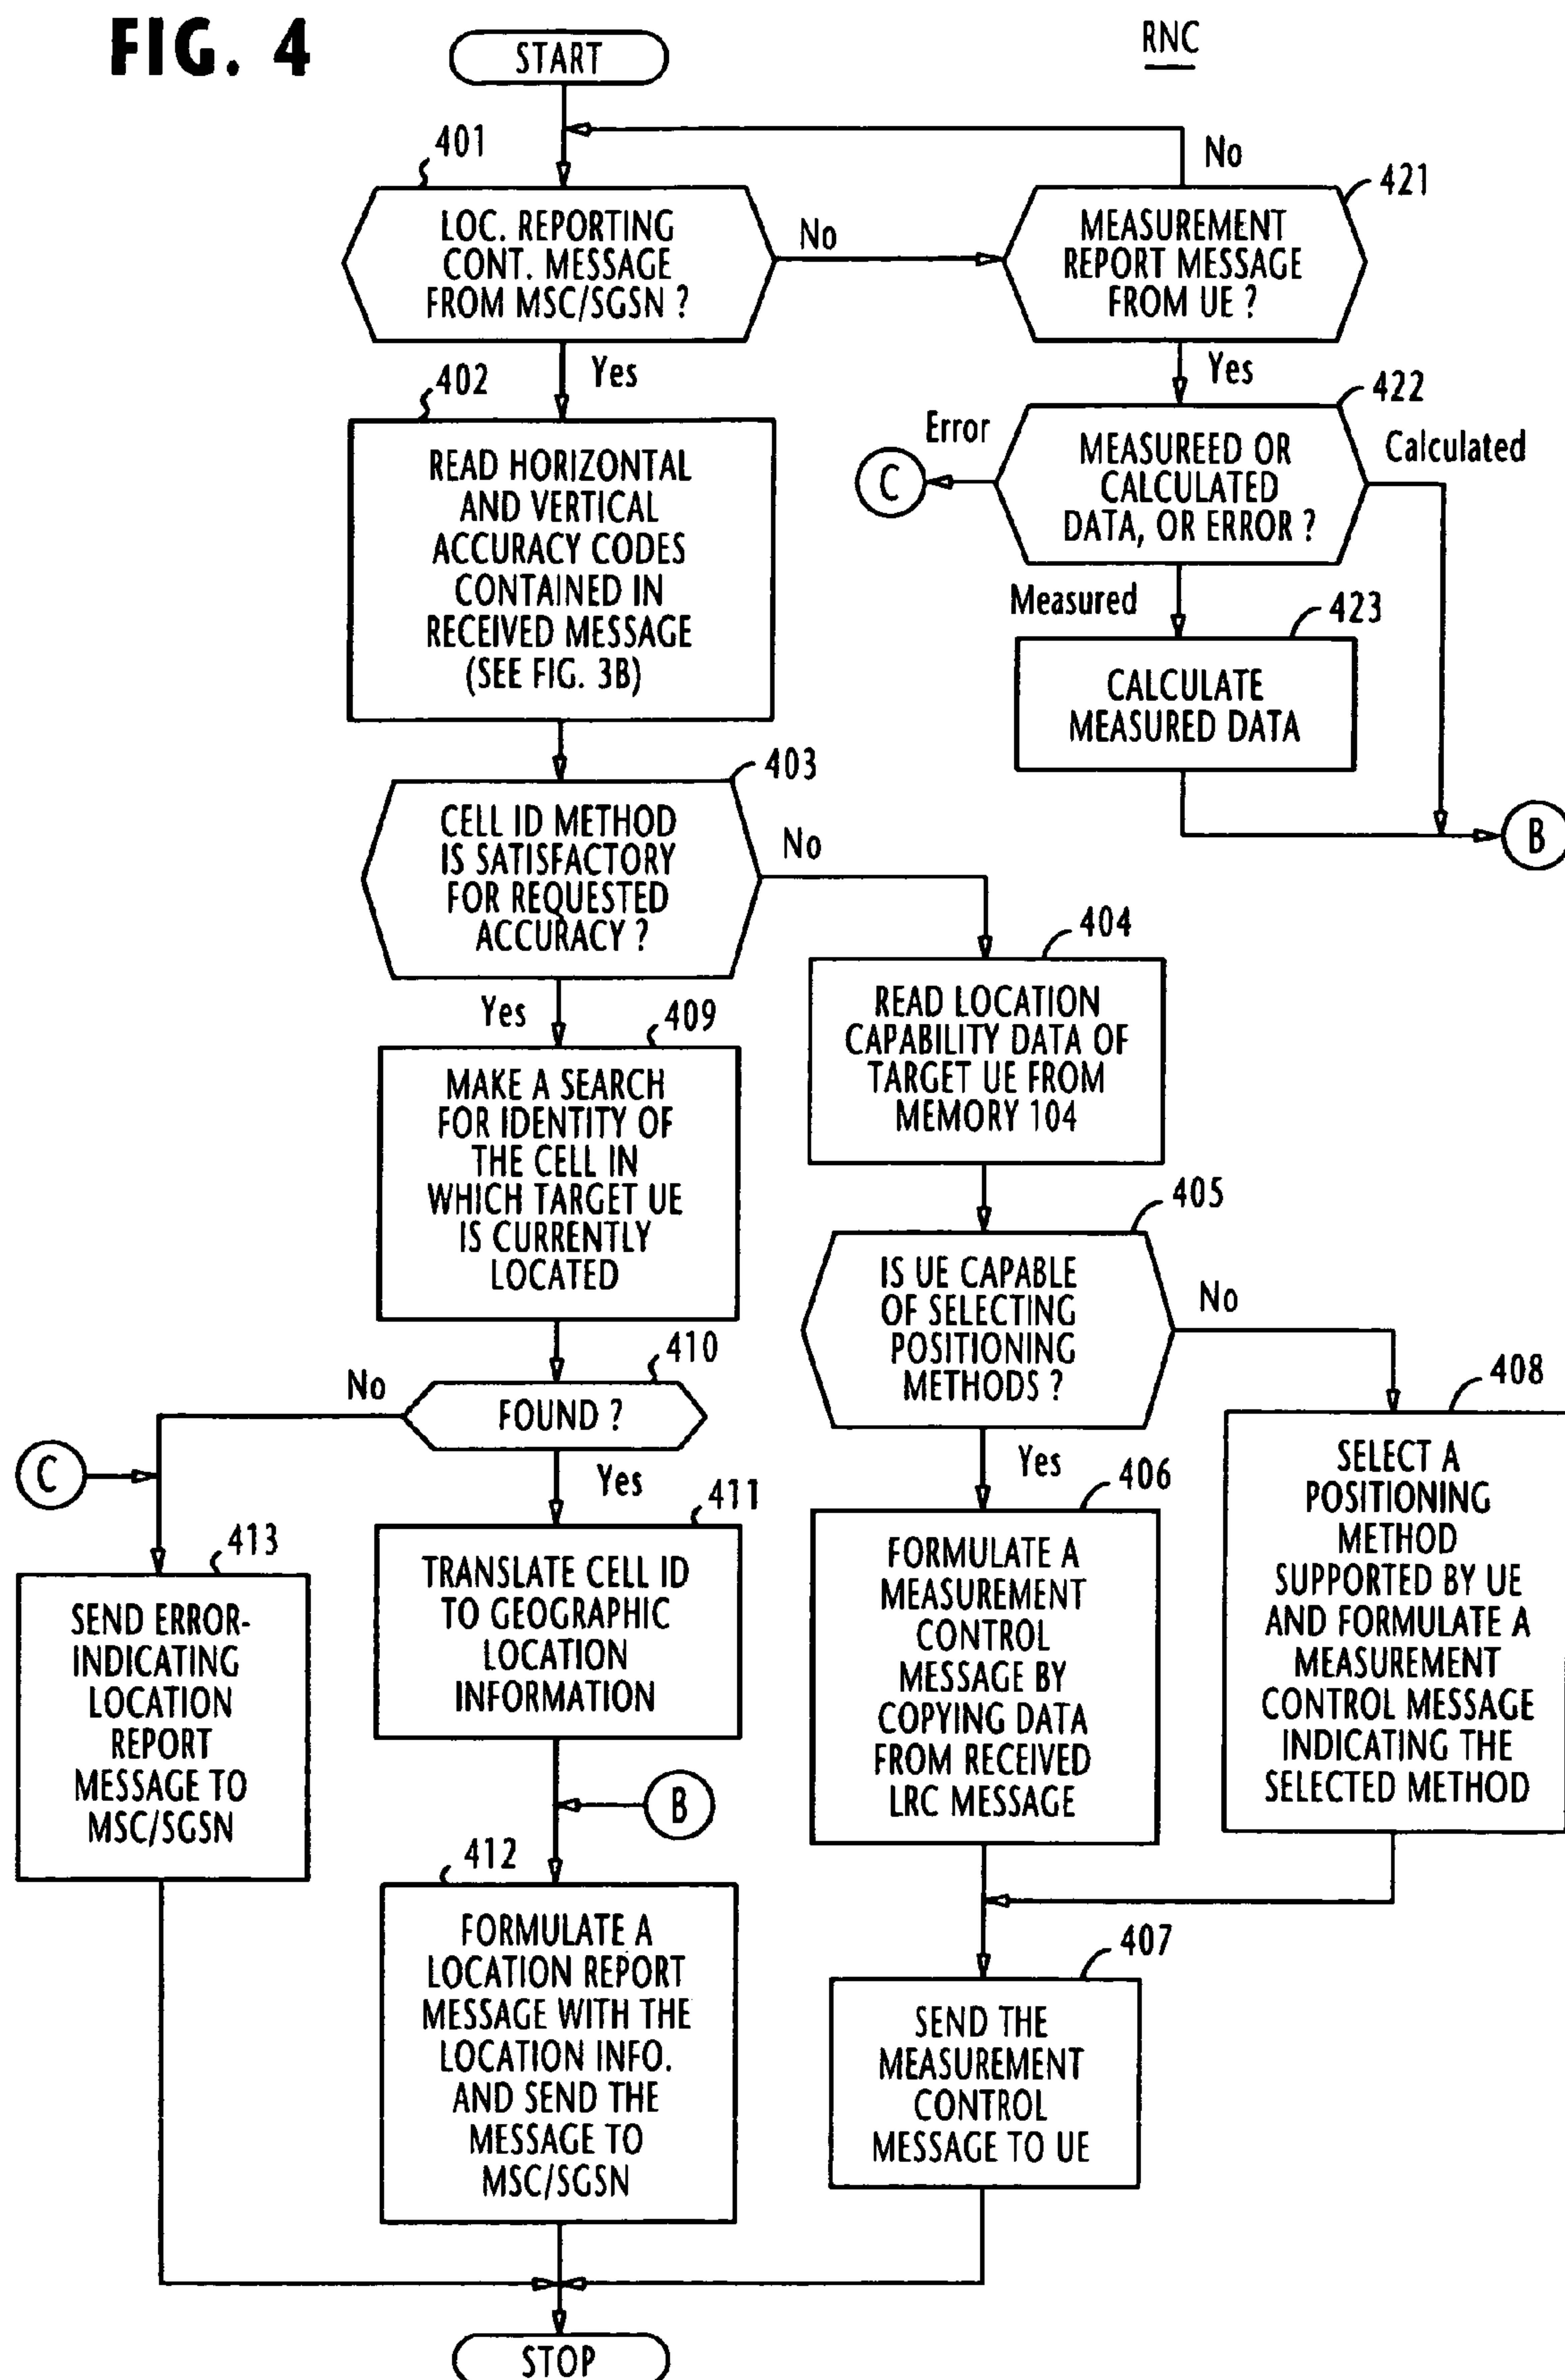 FIG. 4
START
RNC
401
LOC. REPORTING
CONT. MESSAGE
FROM MSC/SGSN ?
No
No
421
MEASUREMENT
REPORT MESSAGE
FROM UE ?
Yes
402
READ HORIZONTAL
AND VERTICAL
ACCURACY CODES
CONTAINED IN
RECEIVED MESSAGE
(SEE FIG. 3B)
Yes
422
Error
C
MEASUREED OR
CALCULATED
DATA, OR ERROR ?
Calculated
Measured
423
CALCULATE
MEASURED DATA
B
403
CELL ID METHOD
IS SATISFACTORY
FOR REQUESTED
ACCURACY ?
No
404
READ LOCATION
CAPABILITY DATA OF
TARGET UE FROM
MEMORY 104
Yes
409
MAKE A SEARCH
FOR IDENTITY OF
THE CELL IN
WHICH TARGET UE
IS CURRENTLY
LOCATED
405
IS UE CAPABLE
OF SELECTING
POSITIONING
METHODS ?
No
410
No
FOUND ?
408
SELECT A
POSITIONING
METHOD
SUPPORTED BY UE
AND FORMULATE A
MEASUREMENT
CONTROL MESSAGE
INDICATING THE
SELECTED METHOD
C
Yes
Yes
411
TRANSLATE CELL ID
TO GEOGRAPHIC
LOCATION
INFORMATION
406
FORMULATE A
MEASUREMENT
CONTROL
MESSAGE BY
COPYING DATA
FROM RECEIVED
LRC MESSAGE
413
SEND ERROR-
INDICATING
LOCATION
REPORT
MESSAGE TO
MSC/SGSN
B
412
FORMULATE A
LOCATION REPORT
MESSAGE WITH THE
LOCATION INFO.
AND SEND THE
MESSAGE TO
MSC/SGSN
407
SEND THE
MEASUREMENT
CONTROL
MESSAGE TO UE
STOP